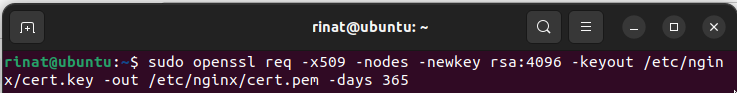 rinat@ubuntu: ~
rinat@ubuntu:~$ sudo openssl req -x509 -nodes -newkey rsa:4096 -keyout /etc/ngin
x/cert.key -out /etc/nginx/cert.pem -days 365